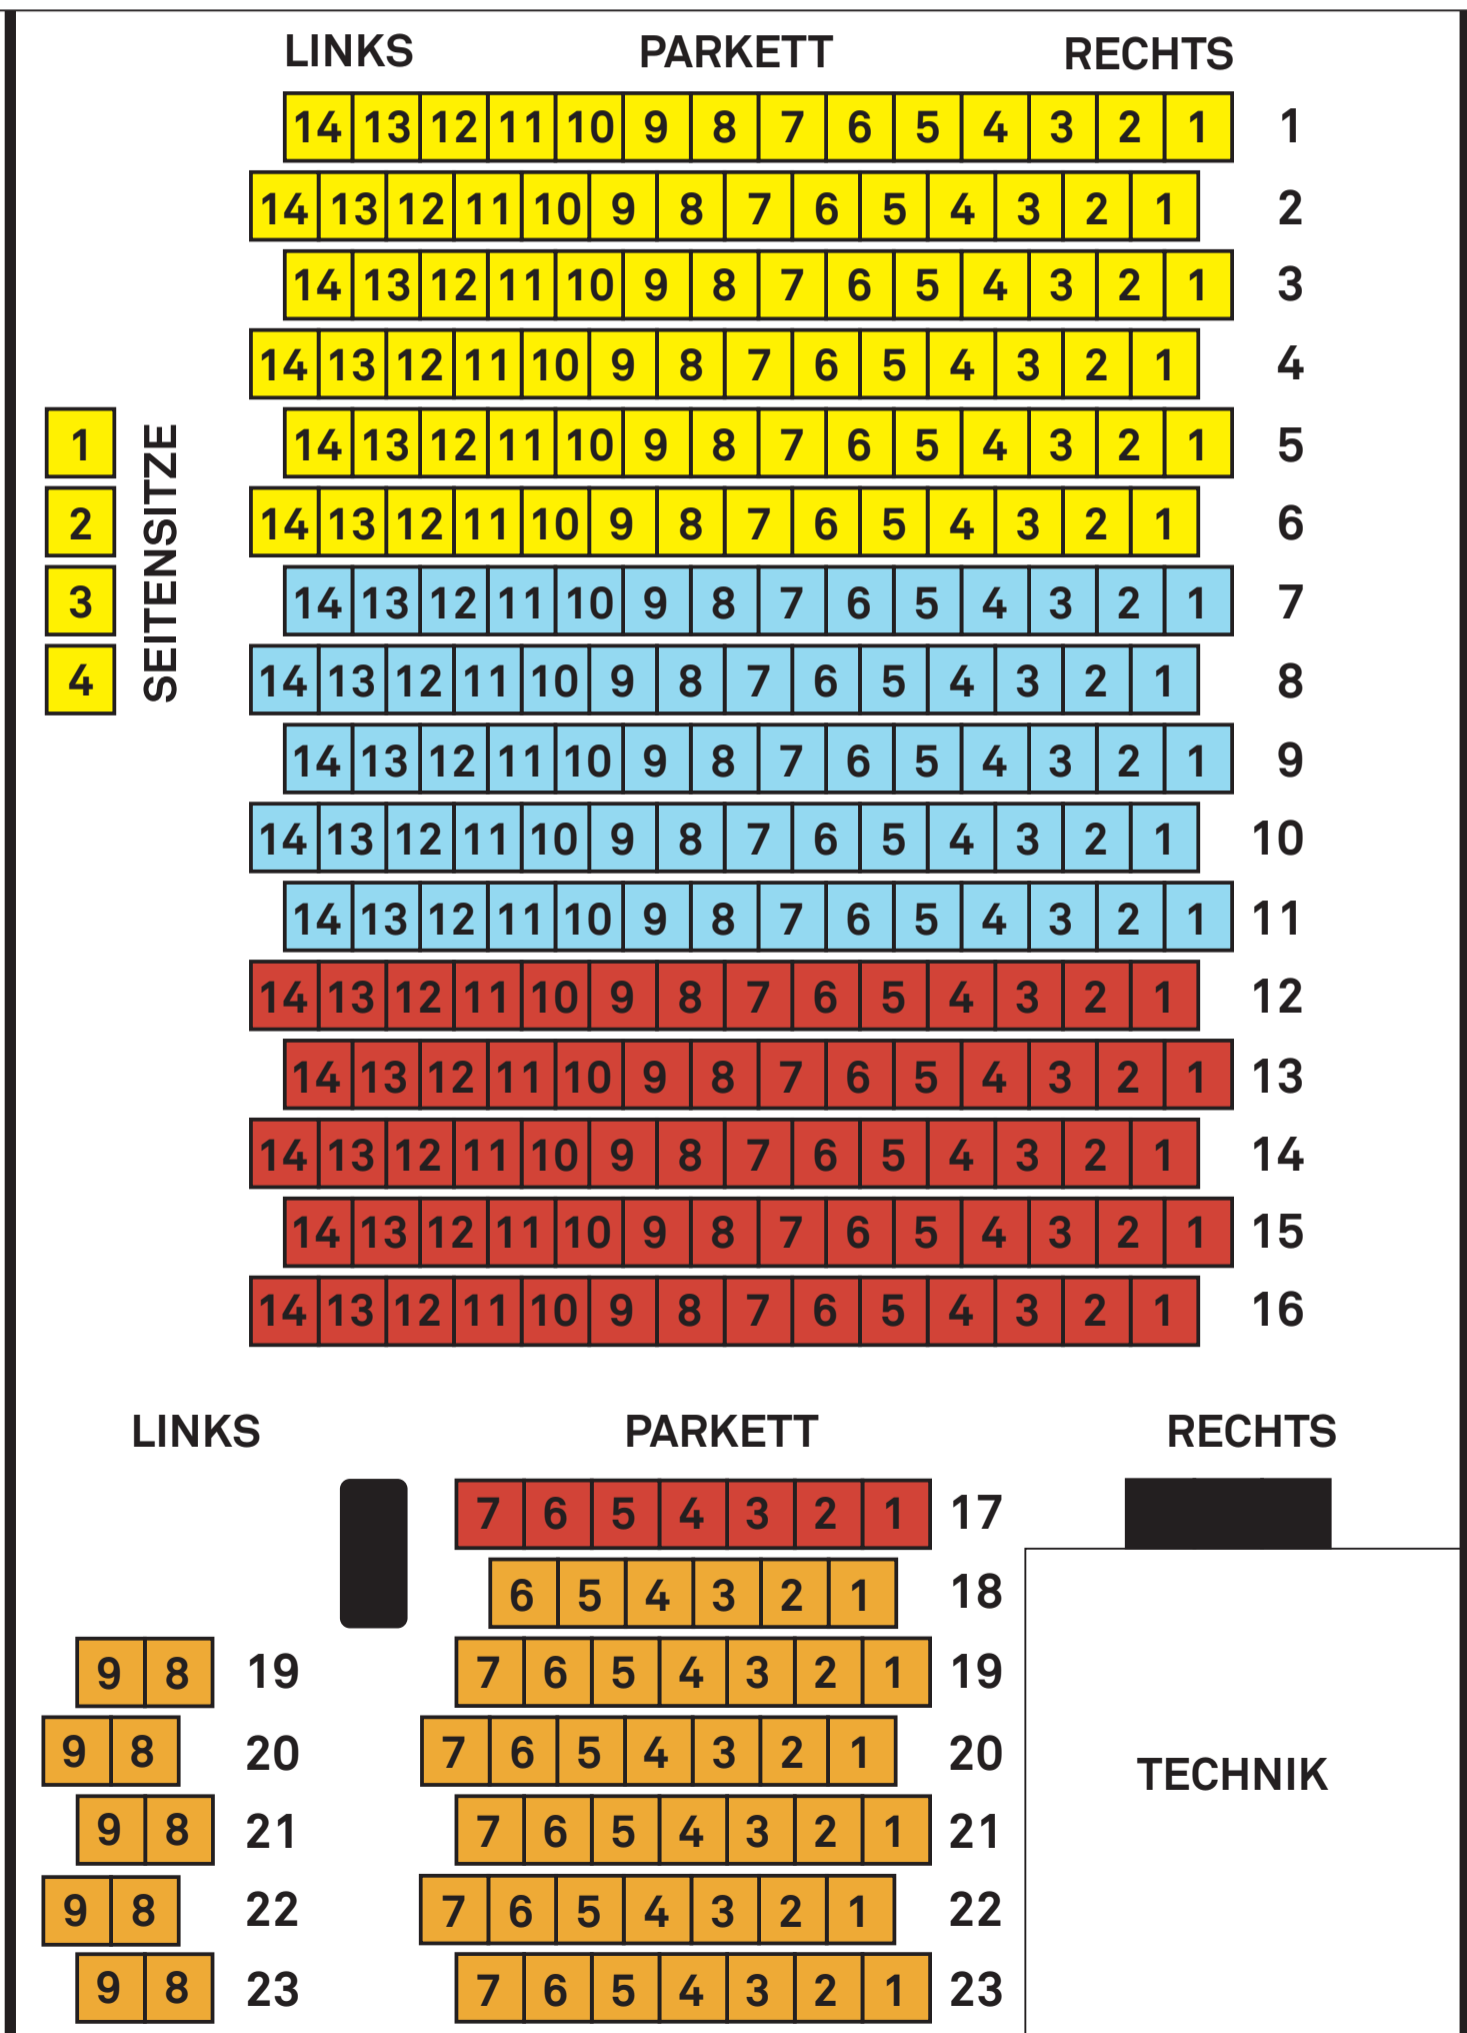 LINKS PARKETT RECHTS
14 13 12 11 10 9 8 7 6 5 4 3 2 1 1
14 13 12 11 10 9 8 7 6 5 4 3 2 1 2
14 13 12 11 10 9 8 7 6 5 4 3 2 1 3
14 13 12 11 10 9 8 7 6 5 4 3 2 1 4
1 14 13 12 11 10 9 8 7 6 5 4 3 2 1 5
2 14 13 12 11 10 9 8 7 6 5 4 3 2 1 6
SEITENSITZE
3 14 13 12 11 10 9 8 7 6 5 4 3 2 1 7
4 14 13 12 11 10 9 8 7 6 5 4 3 2 1 8
14 13 12 11 10 9 8 7 6 5 4 3 2 1 9
14 13 12 11 10 9 8 7 6 5 4 3 2 1 10
14 13 12 11 10 9 8 7 6 5 4 3 2 1 11
14 13 12 11 10 9 8 7 6 5 4 3 2 1 12
14 13 12 11 10 9 8 7 6 5 4 3 2 1 13
14 13 12 11 10 9 8 7 6 5 4 3 2 1 14
14 13 12 11 10 9 8 7 6 5 4 3 2 1 15
14 13 12 11 10 9 8 7 6 5 4 3 2 1 16
LINKS PARKETT RECHTS
7 6 5 4 3 2 1 17
6 5 4 3 2 1 18
9 8 19 7 6 5 4 3 2 1 19
9 8 20 7 6 5 4 3 2 1 20
TECHNIK
9 8 21 7 6 5 4 3 2 1 21
9 8 22 7 6 5 4 3 2 1 22
9 8 23 7 6 5 4 3 2 1 23